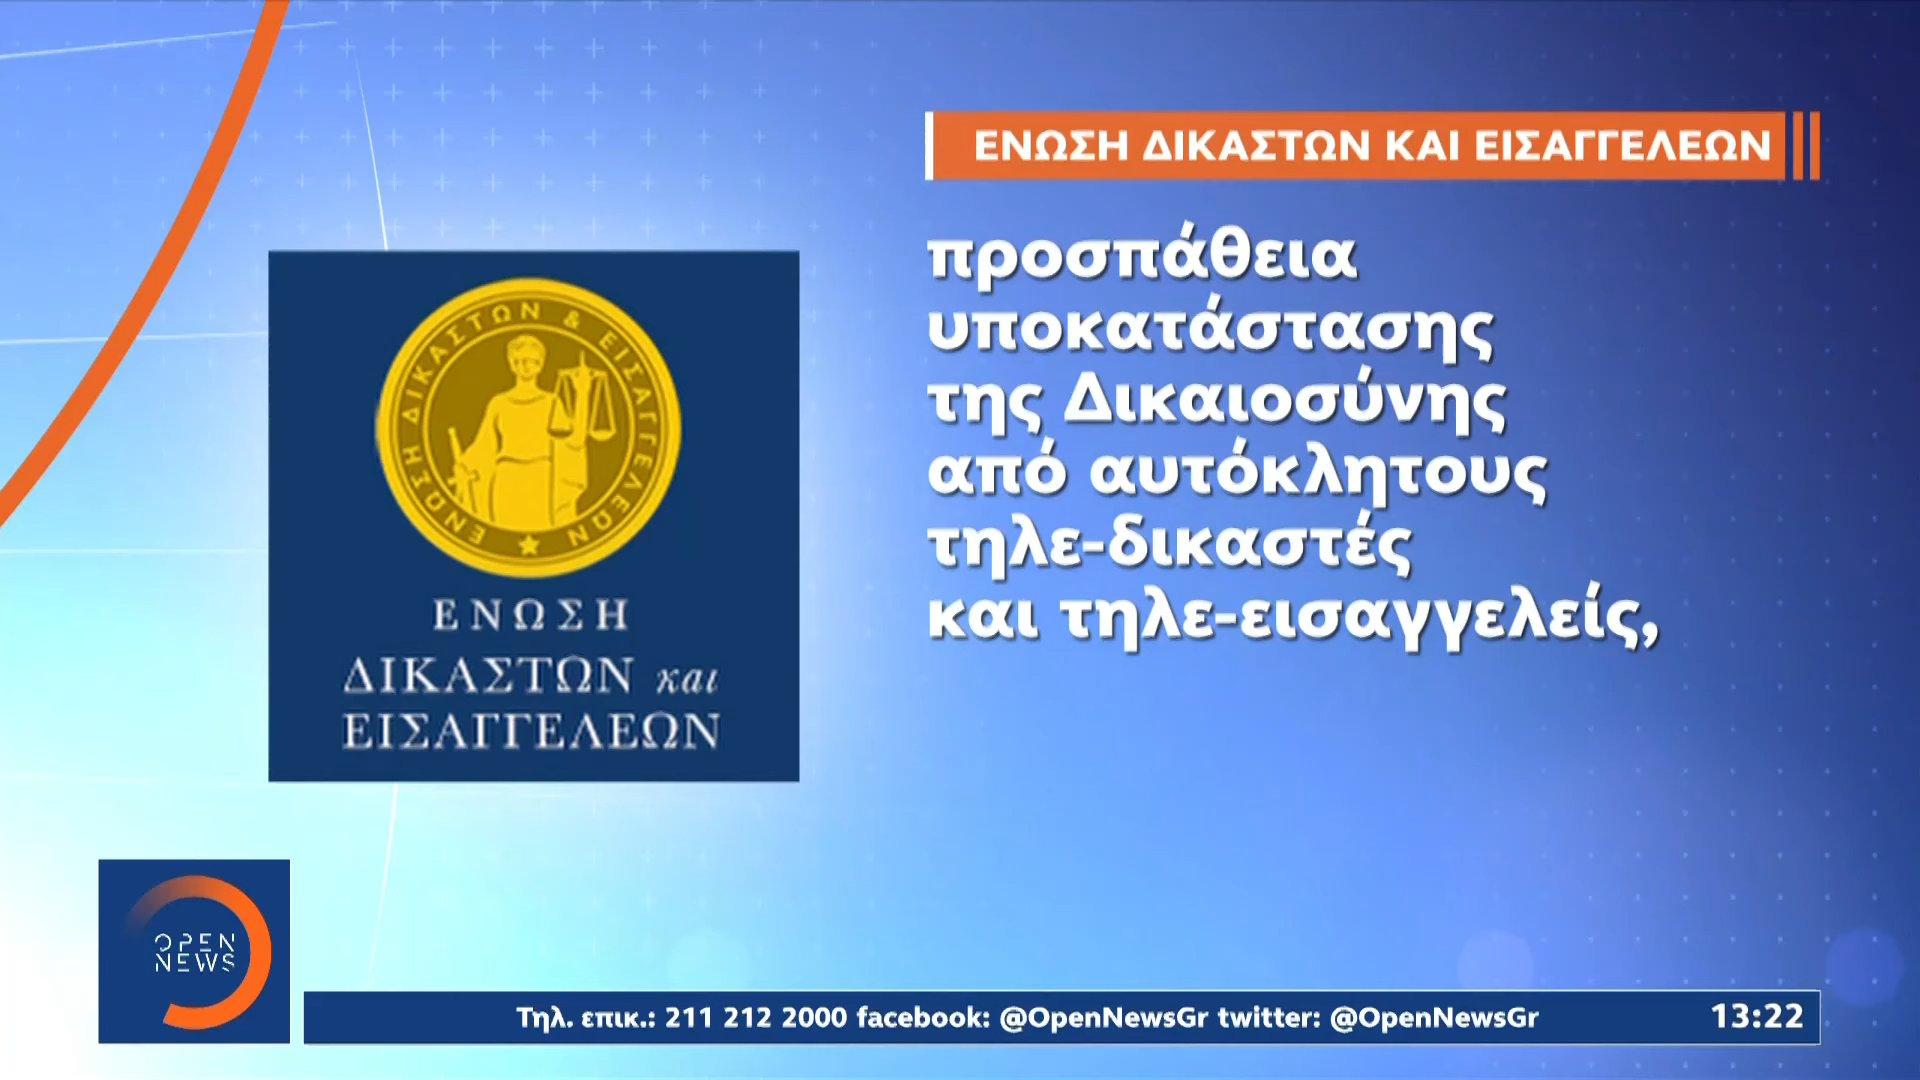 ΕΝΩΣΗ ΔΙΚΑΣΤΩΝ ΚΑΙ ΕΙΣΑΓΓΕΛΕΩΝ
προσπάθεια
υποκατάστασης
της Δικαιοσύνης
από αυτόκλητους
τηλε-δικαστές
και τηλε-εισαγγελείς,
ΕΝΩΣΗ ΔΙΚΑΣΤΩΝ & ΕΙΣΑΓΓΕΛΕΩΝ
ΕΝΩΣΗ
ΔΙΚΑΣΤΩΝ και
ΕΙΣΑΓΓΕΛΕΩΝ
OPEN
NEWS
Τηλ. επικ.: 211 212 2000 facebook: @OpenNewsGr twitter: @OpenNewsGr
13:22